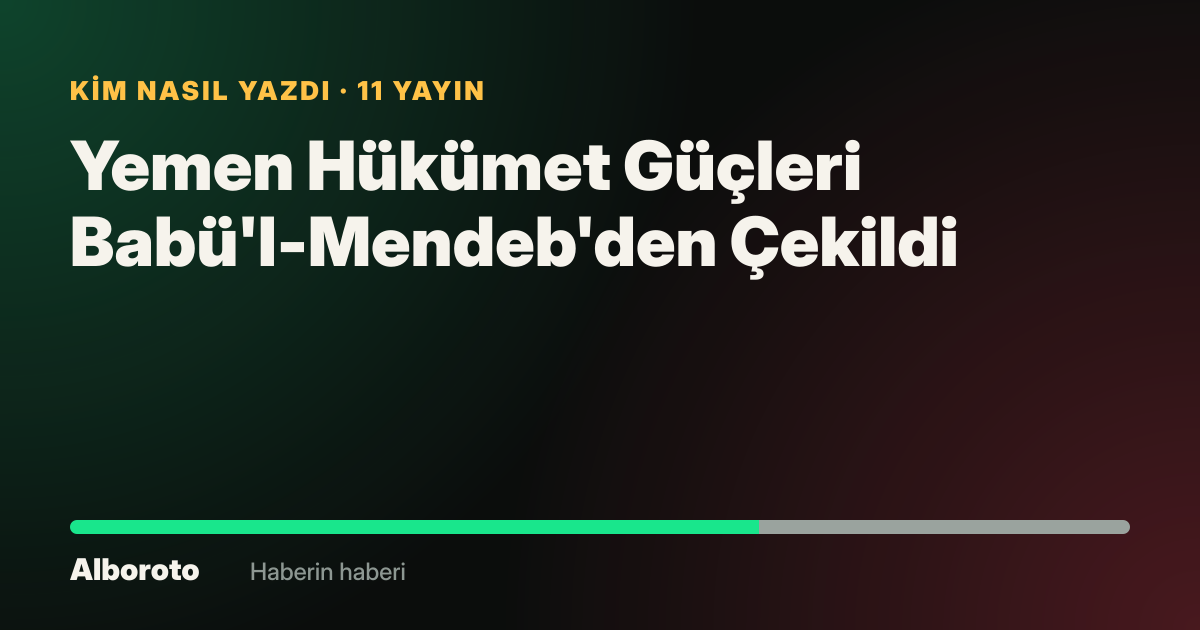 KİM NASIL YAZDI · 11 YAYIN
Yemen Hükümet Güçleri
Babü'l-Mendeb'den Çekildi
Alboroto
Haberin haberi